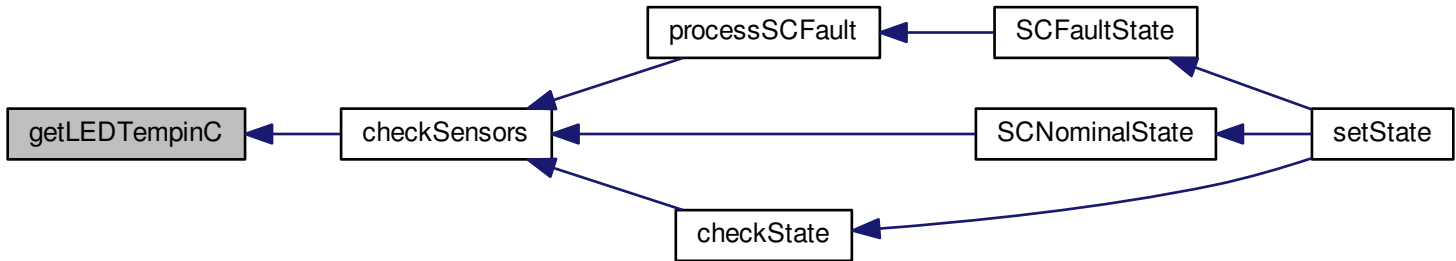 processSCFault
SCFaultState
getLEDTempinC
checkSensors
SCNominalState
setState
checkState